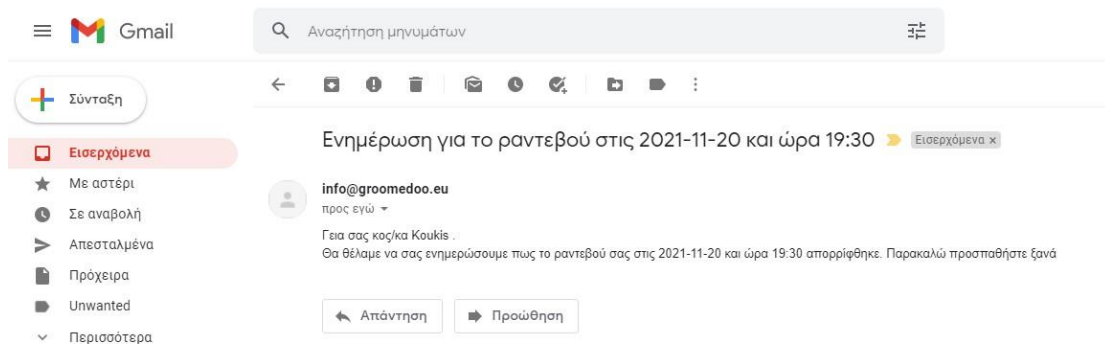 Gmail
Αναζήτηση μηνυμάτων
Σύνταξη
Εισερχόμενα
Με αστέρι
Σε αναβολή
Απεσταλμένα
Πρόχειρα
Unwanted
Περισσότερα
Ενημέρωση για το ραντεβού στις 2021-11-20 και ώρα 19:30 Εισερχόμενα x
info@groomedoo.eu
προς εγώ
Γεια σας κος/κα Koukis .
Θα θέλαμε να σας ενημερώσουμε πως το ραντεβού σας στις 2021-11-20 και ώρα 19:30 απορρίφθηκε. Παρακαλώ προσπαθήστε ξανά
Απάντηση Προώθηση